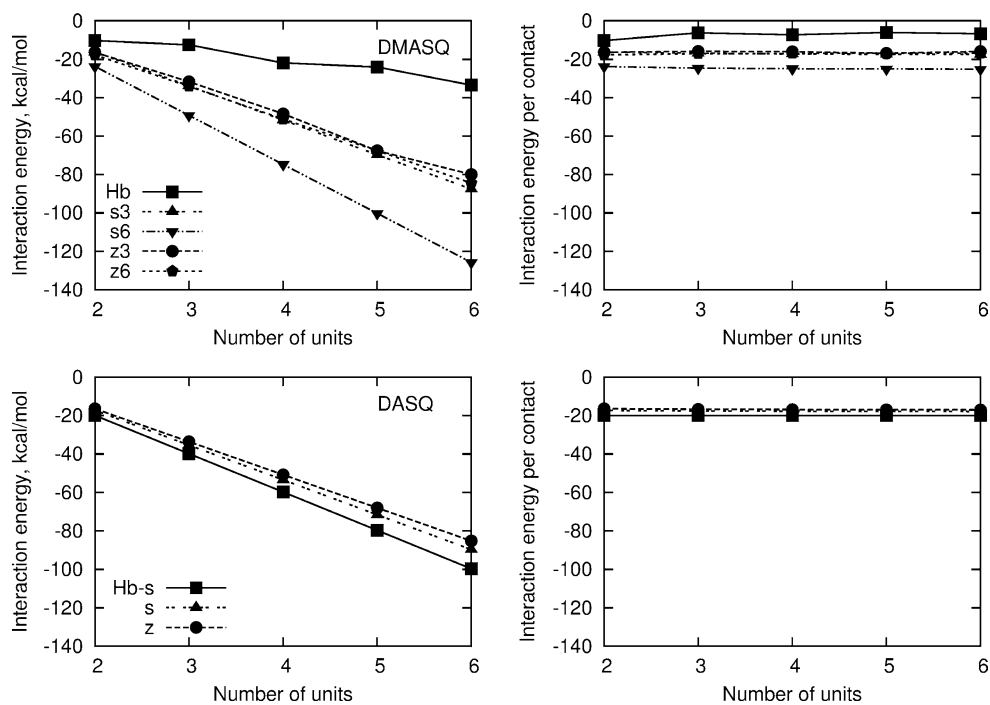 Interaction energy, kcal/mol
0
-20
-40
-60
-80
-100
-120
-140
DMASQ
Hb
s3
s6
z3
z6
2 3 4 5 6
Number of units
Interaction energy per contact
0
-20
-40
-60
-80
-100
-120
-140
2 3 4 5 6
Number of units
Interaction energy, kcal/mol
0
-20
-40
-60
-80
-100
-120
-140
DASQ
Hb-s
s
z
2 3 4 5 6
Number of units
Interaction energy per contact
0
-20
-40
-60
-80
-100
-120
-140
2 3 4 5 6
Number of units